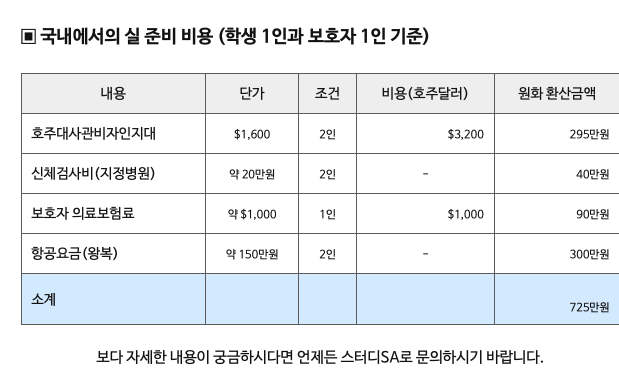 ▣ 국내에서의 실 준비 비용 (학생 1인과 보호자 1인 기준)
내용 단가 조건 비용(호주달러) 원화 환산금액
호주대사관비자인지대 $1,600 2인 $3,200 295만원
신체검사비(지정병원) 약 20만원 2인 - 40만원
보호자 의료보험료 약 $1,000 1인 $1,000 90만원
항공요금(왕복) 약 150만원 2인 - 300만원
소계 725만원
보다 자세한 내용이 궁금하시다면 언제든 스터디SA로 문의하시기 바랍니다.